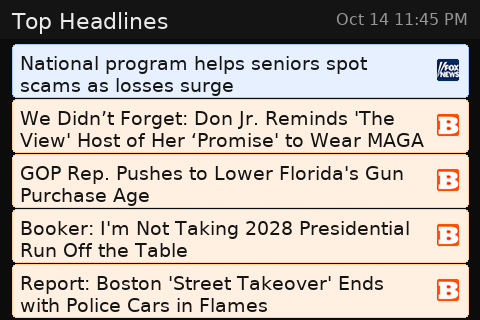 Top Headlines
Oct 14 11:45 PM
National program helps seniors spot
scams as losses surge
FOX
NEWS
We Didn’t Forget: Don Jr. Reminds 'The
View' Host of Her ‘Promise' to Wear MAGA
B
GOP Rep. Pushes to Lower Florida's Gun
Purchase Age
B
Booker: I'm Not Taking 2028 Presidential
Run Off the Table
B
Report: Boston 'Street Takeover' Ends
with Police Cars in Flames
B